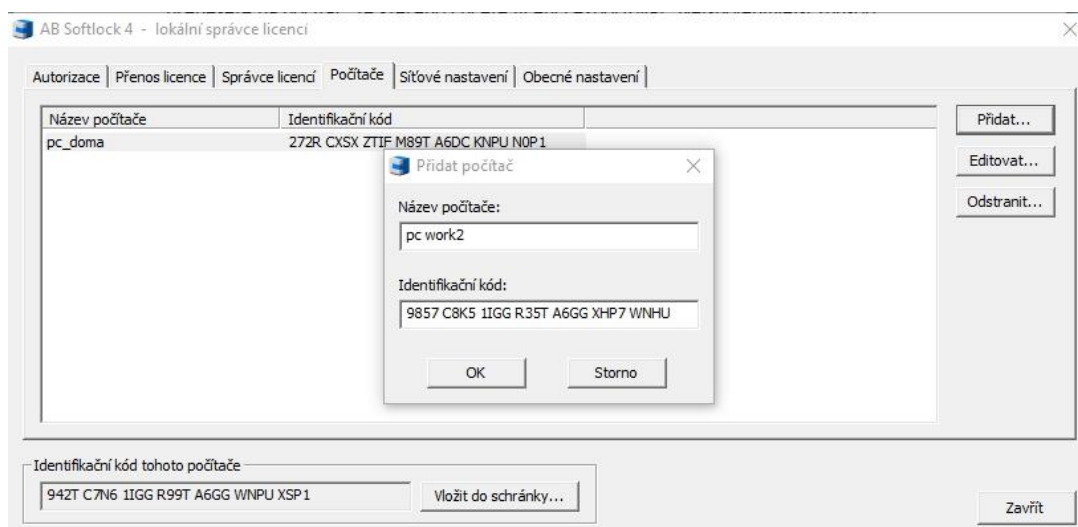 AB Softlock 4 - lokální správce licencí
Autorizace Přenos licence Správce licencí Počítače Síťové nastavení Obecné nastavení
Název počítače Identifikační kód
pc_doma 272R CXSX ZTIF M89T A6DC KNPU N0P1
Přidat...
Editovat...
Odstranit...
Přidat počítač
Název počítače:
pc work2
Identifikační kód:
9857 C8K5 1IGG R35T A6GG XHP7 WNHU
OK Storno
Identifikační kód tohoto počítače
942T C7N6 1IGG R99T A6GG WNPU XSP1
Vložit do schránky...
Zavřít